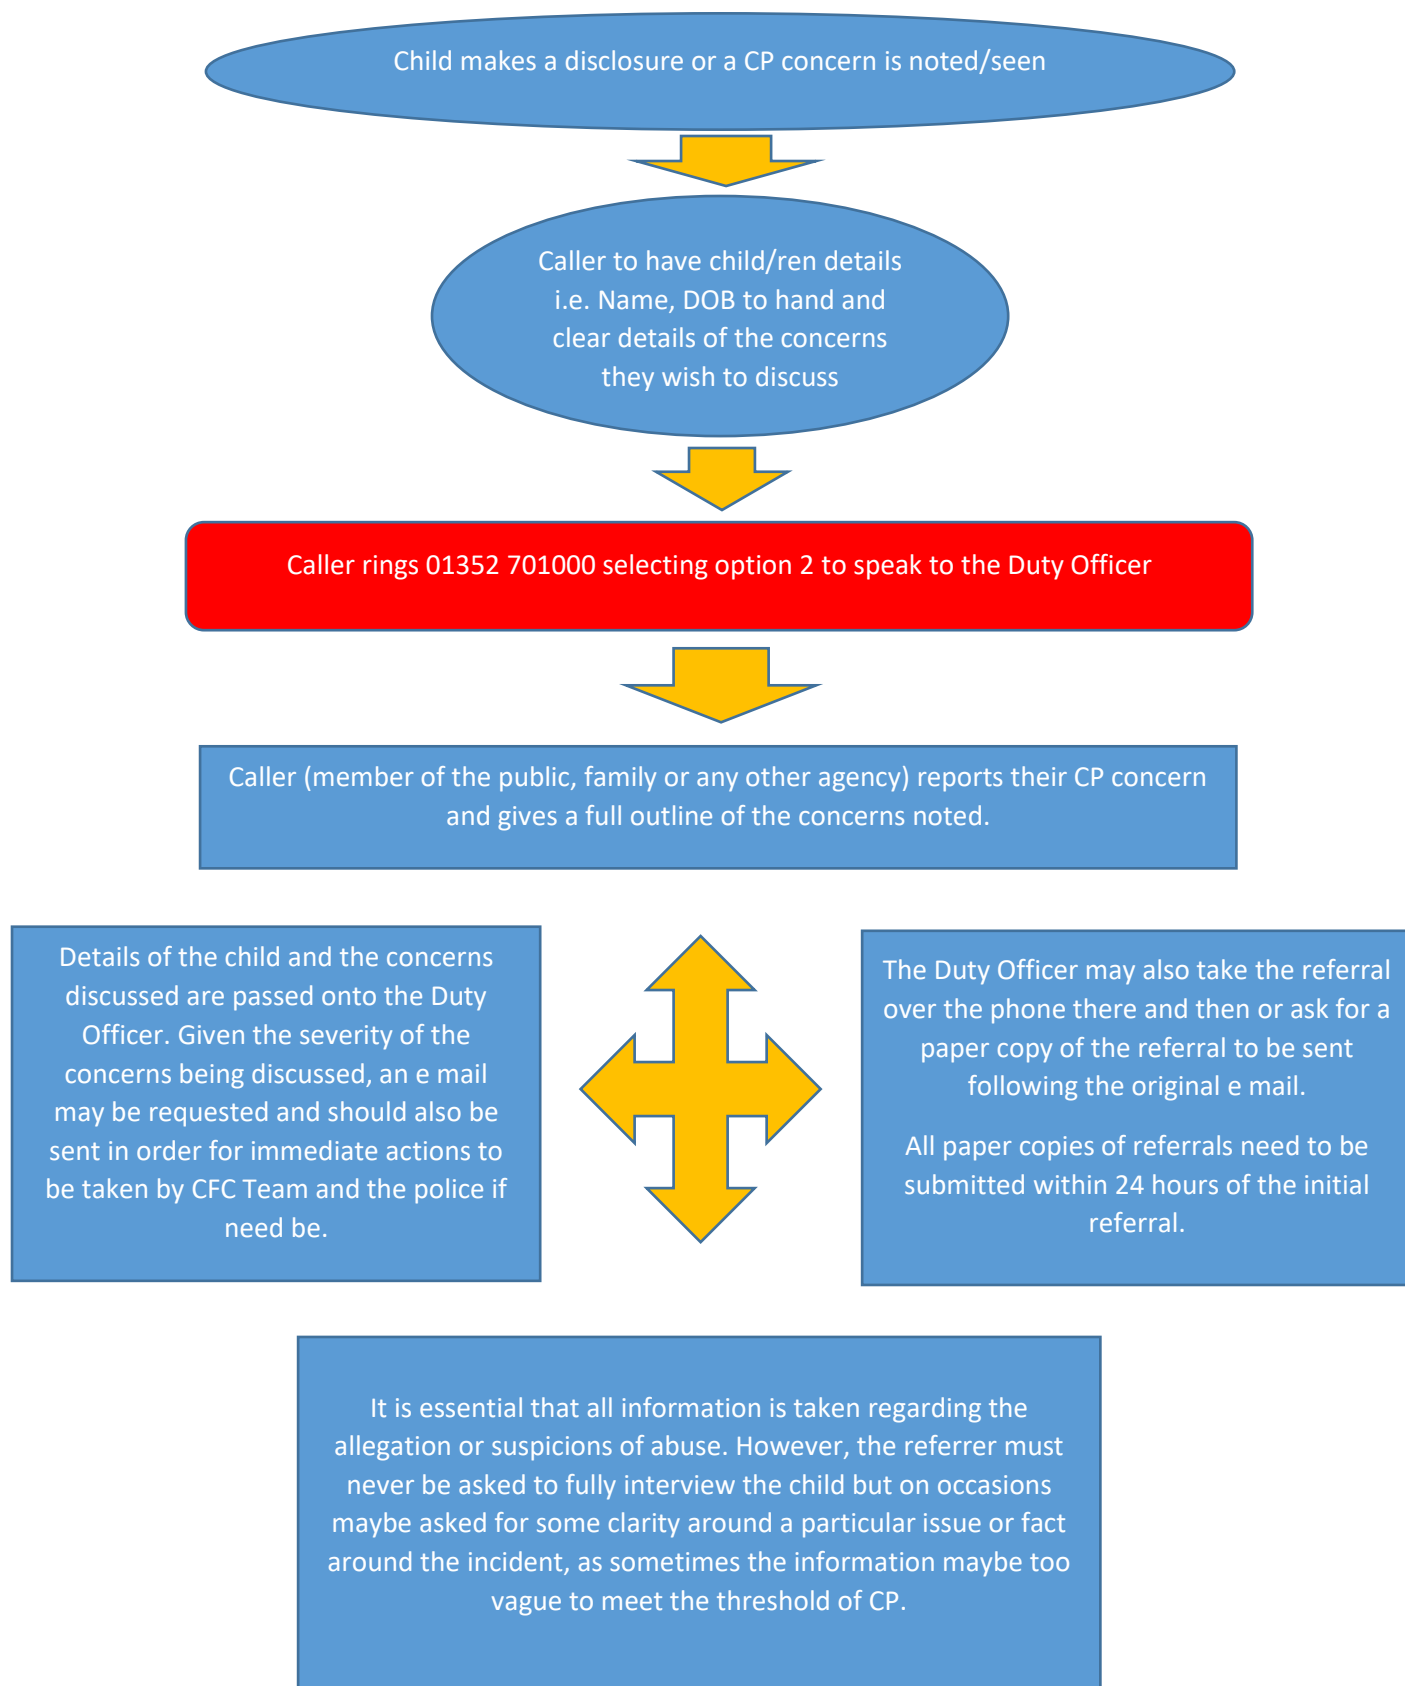 Child makes a disclosure or a CP concern is noted/seen
Caller to have child/ren details
i.e. Name, DOB to hand and
clear details of the concerns
they wish to discuss
Caller rings 01352 701000 selecting option 2 to speak to the Duty Officer
Caller (member of the public, family or any other agency) reports their CP concern
and gives a full outline of the concerns noted.
Details of the child and the concerns
discussed are passed onto the Duty
Officer. Given the severity of the
concerns being discussed, an e mail
may be requested and should also be
sent in order for immediate actions to
be taken by CFC Team and the police if
need be.
The Duty Officer may also take the referral
over the phone there and then or ask for a
paper copy of the referral to be sent
following the original e mail.
All paper copies of referrals need to be
submitted within 24 hours of the initial
referral.
It is essential that all information is taken regarding the
allegation or suspicions of abuse. However, the referrer must
never be asked to fully interview the child but on occasions
maybe asked for some clarity around a particular issue or fact
around the incident, as sometimes the information maybe too
vague to meet the threshold of CP.